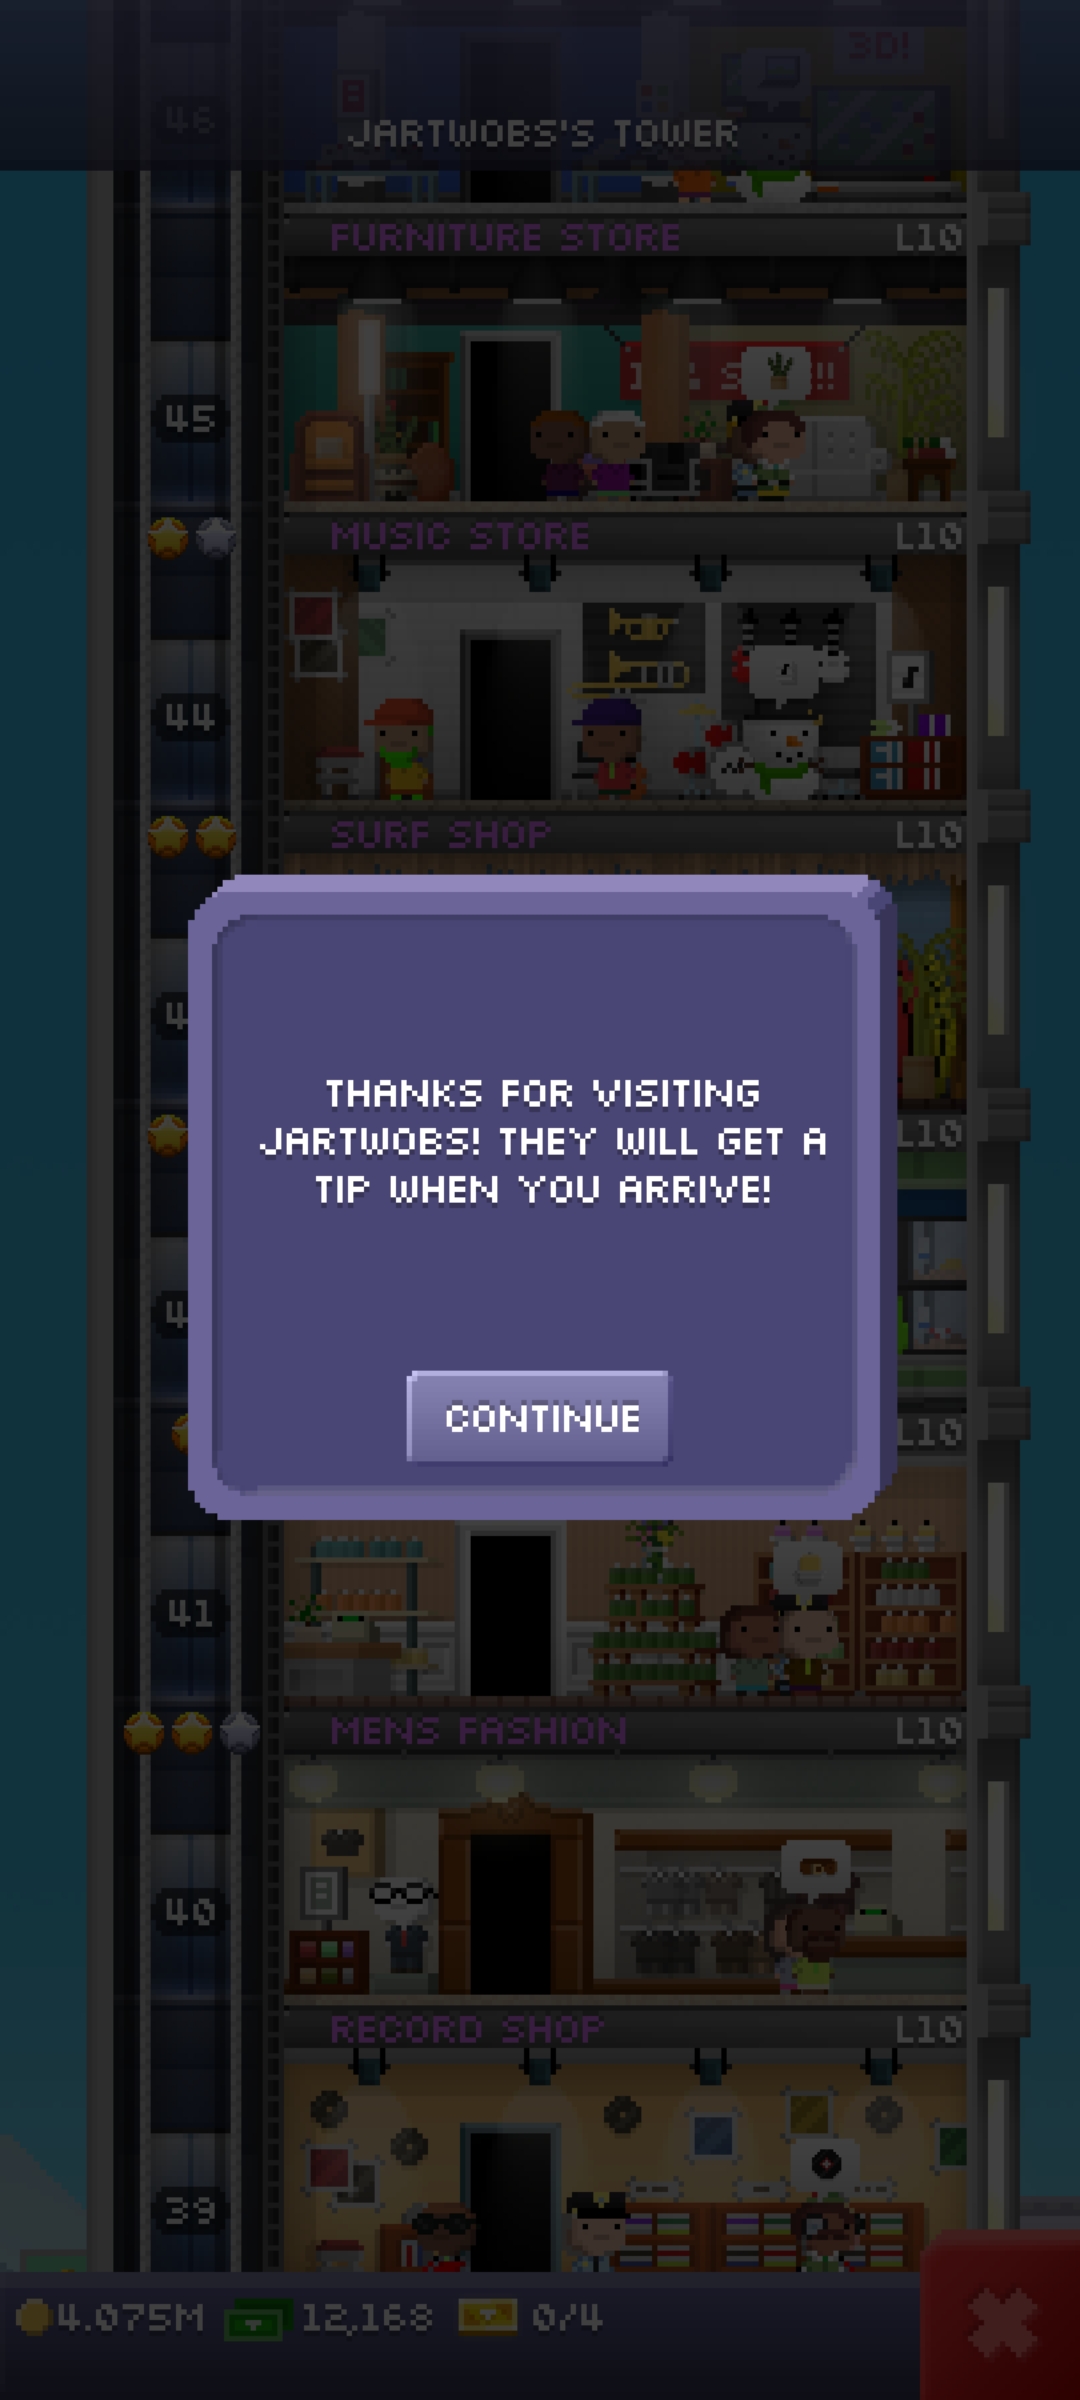 3D!
46
JARTWOBS'S TOWER
FURNITURE STORE L10
45
MUSIC STORE L10
44
SURF SHOP L10
THANKS FOR VISITING
JARTWOBS! THEY WILL GET A
TIP WHEN YOU ARRIVE!
L10
CONTINUE
L10
41
MENS FASHION L10
40
RECORD SHOP L10
39
4.075M 12,168 0/4